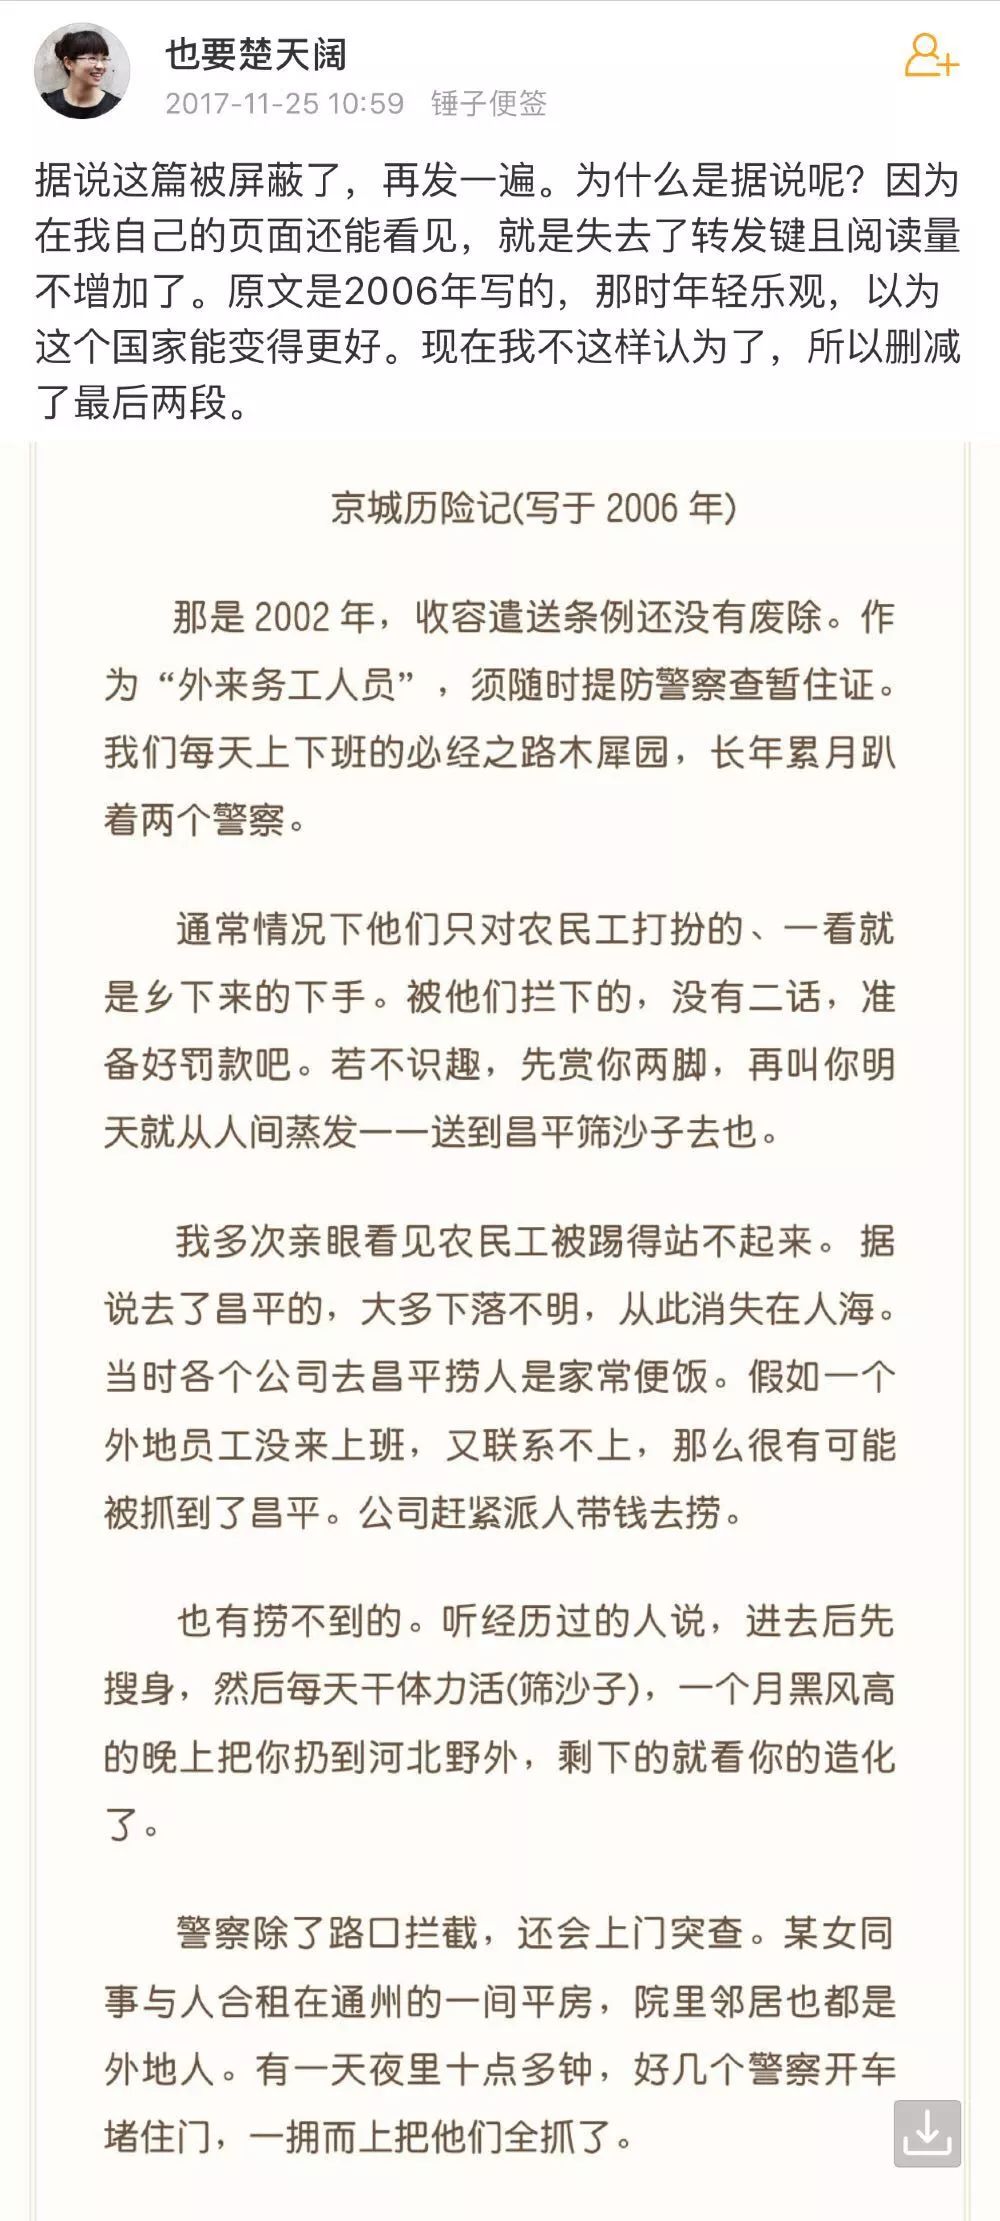 也要楚天阔
2017-11-25 10:59 锤子便签
据说这篇被屏蔽了，再发一遍。为什么是据说呢？因为
在我自己的页面还能看见，就是失去了转发键且阅读量
不增加了。原文是2006年写的，那时年轻乐观，以为
这个国家能变得更好。现在我不这样认为了，所以删减
了最后两段。
京城历险记(写于 2006 年)
那是 2002 年，收容遣送条例还没有废除。作
为“外来务工人员”，须随时提防警察查暂住证。
我们每天上下班的必经之路木犀园，长年累月趴
着两个警察。
通常情况下他们只对农民工打扮的、一看就
是乡下来的下手。被他们拦下的，没有二话，准
备好罚款吧。若不识趣，先赏你两脚，再叫你明
天就从人间蒸发——送到昌平筛沙子去也。
我多次亲眼看见农民工被踢得站不起来。据
说去了昌平的，大多下落不明，从此消失在人海。
当时各个公司去昌平捞人是家常便饭。假如一个
外地员工没来上班，又联系不上，那么很有可能
被抓到了昌平。公司赶紧派人带钱去捞。
也有捞不到的。听经历过的人说，进去后先
搜身，然后每天干体力活(筛沙子)，一个月黑风高
的晚上把你扔到河北野外，剩下的就看你的造化
了。
警察除了路口拦截，还会上门突查。某女同
事与人合租在通州的一间平房，院里邻居也都是
外地人。有一天夜里十点多钟，好几个警察开车
堵住门，一拥而上把他们全抓了。